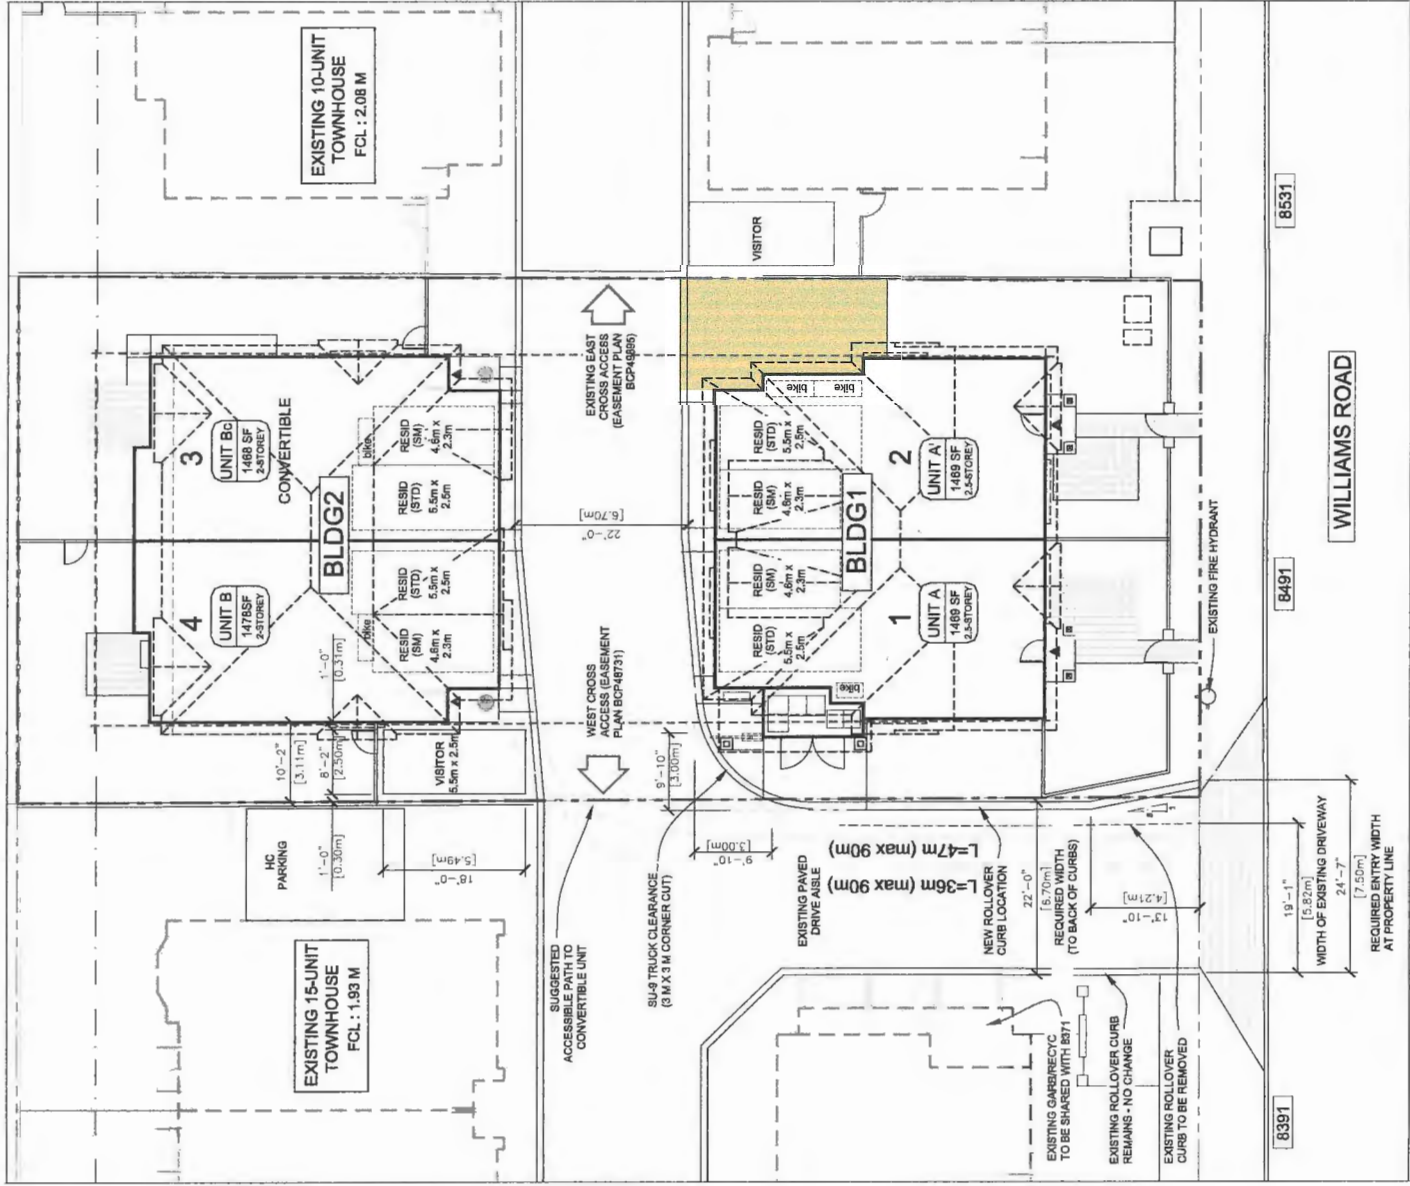 EXISTING 15-UNIT
TOWNHOUSE
FCL : 1.93 M
HC
PARKING
1'-0"
[0.30m]
18'-0"
[5.49m]
10'-2"
[3.11m]
8'-2"
[2.50m]
1'-0"
[0.31m]
VISITOR
5.5m x 2.5m
4
UNIT B
1478SF
2-STOREY
BLDG2
3
UNIT Bc
1468 SF
2-STOREY
CONVERTIBLE
bike
RESID
(SM)
4.6m x
2.3m
RESID
(STD)
5.5m x
2.5m
RESID
(STD)
5.5m x
2.5m
bike
RESID
(SM)
4.6m x
2.3m
EXISTING 10-UNIT
TOWNHOUSE
FCL : 2.08 M
SUGGESTED
ACCESSIBLE PATH TO
CONVERTIBLE UNIT
WEST CROSS
ACCESS (EASEMENT
PLAN BCP48731)
22'-0"
[6.70m]
EXISTING EAST
CROSS ACCESS
(EASEMENT PLAN
SU-9 TRUCK CLEARANCE
(3 M X 3 M CORNER CUT)
9'-10"
[3.00m]
9'-10"
[3.00m]
RESID
(STD)
5.5m x
2.5m
RESID
(SM)
4.6m x
2.3m
RESID
(SM)
4.6m x
2.3m
RESID
(STD)
5.5m x
2.5m
bike
bike
bike
VISITOR
BLDG1
1
UNIT A
1489 SF
2.5-STOREY
2
UNIT A'
1489 SF
2.5-STOREY
EXISTING PAVED
DRIVE AISLE
L=36m (max 90m)
L=47m (max 90m)
NEW ROLLOVER
CURB LOCATION
22'-0"
[6.70m]
REQUIRED WIDTH
(TO BACK OF CURBS)
13'-10"
[4.21m]
EXISTING GARB/RECYC
TO BE SHARED WITH 8371
EXISTING ROLLOVER CURB
REMAINS - NO CHANGE
EXISTING ROLLOVER
CURB TO BE REMOVED
EXISTING FIRE HYDRANT
19'-1"
[5.82m]
WIDTH OF EXISTING DRIVEWAY
24'-7"
[7.50m]
REQUIRED ENTRY WIDTH
AT PROPERTY LINE
8391
8491
8531
WILLIAMS ROAD